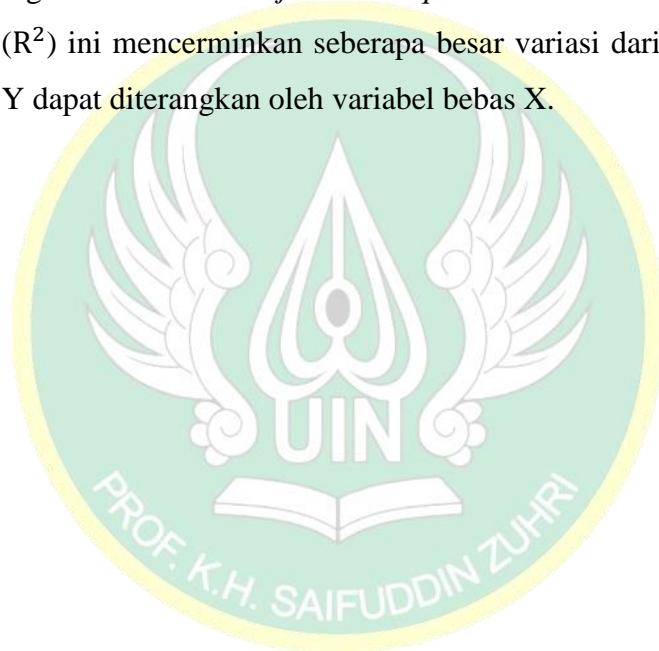 (R²) ini mencerminkan seberapa besar variasi dari
Y dapat diterangkan oleh variabel bebas X.
UIN
PROF. K.H. SAIFUDDIN ZUHRI